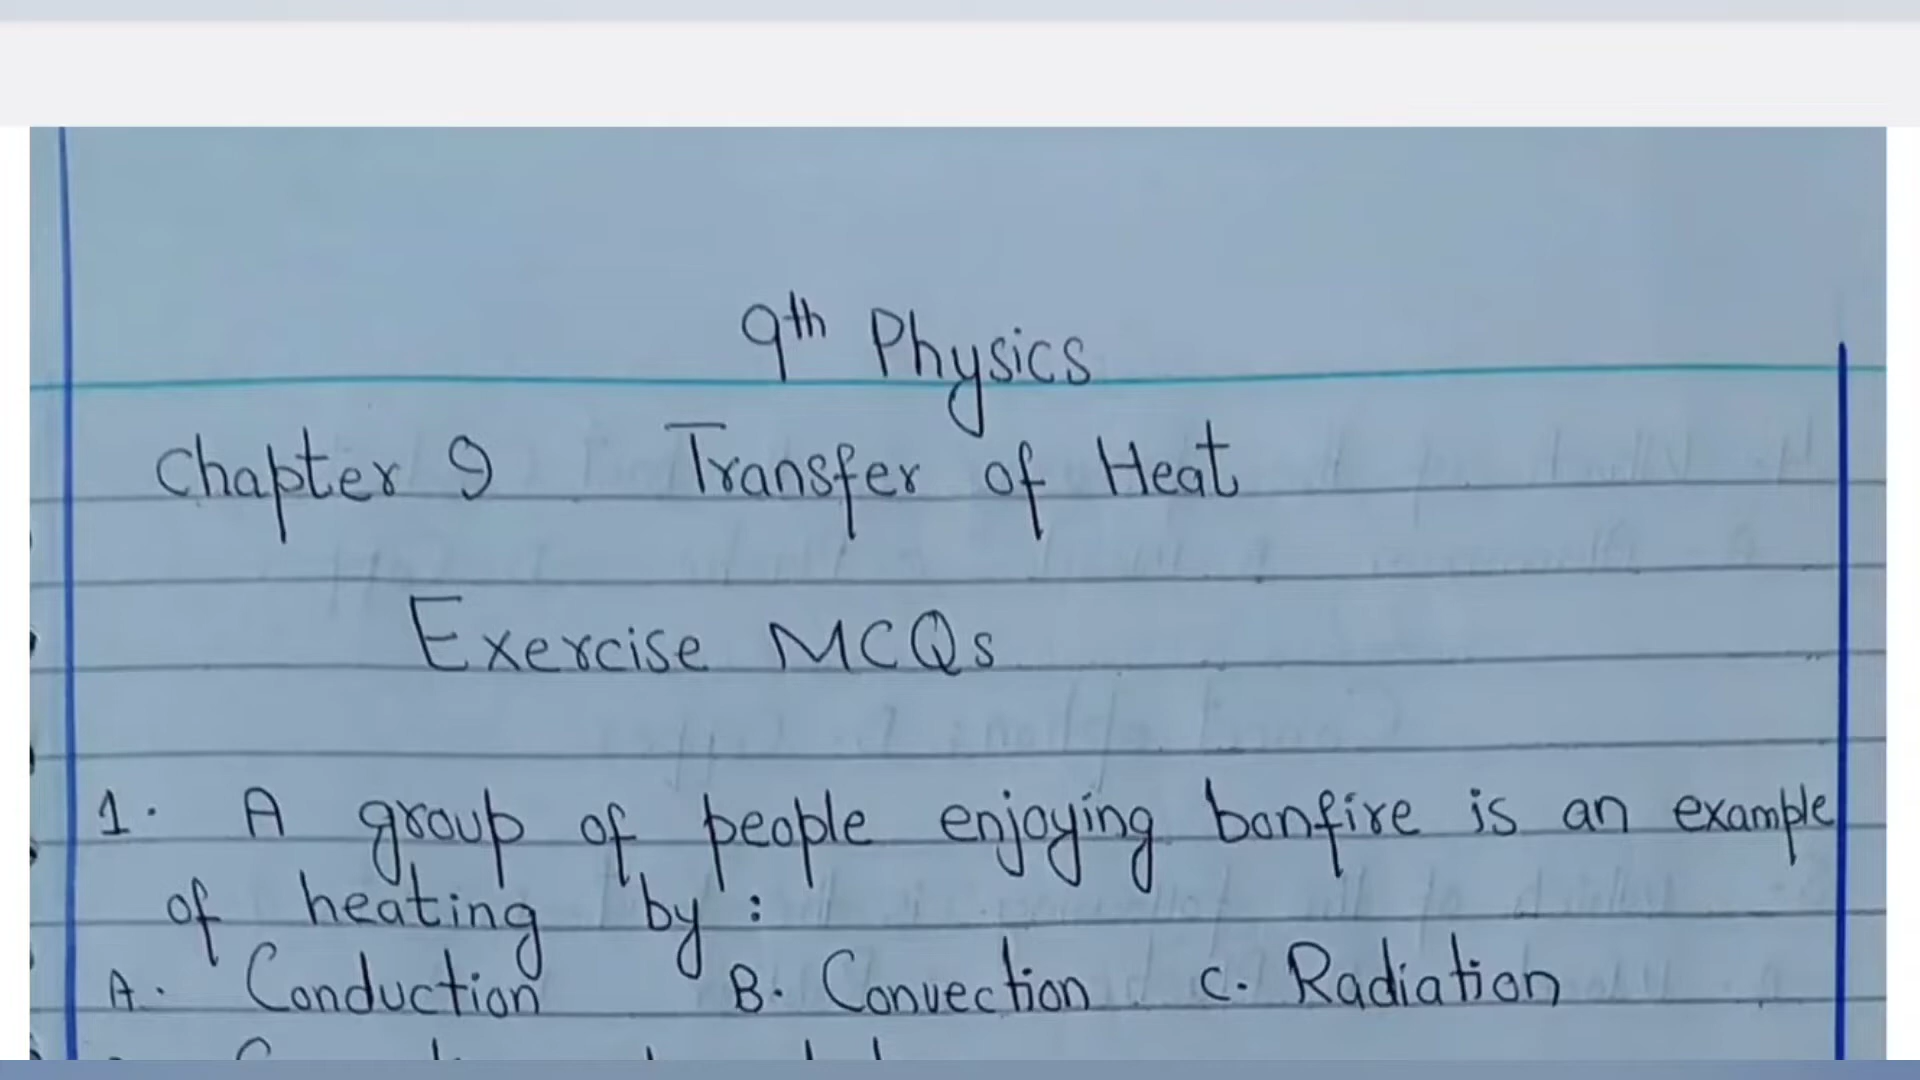 9th Physics
Chapter 9 Transfer of Heat
Exercise MCQs
1. A group of people enjoying bonfire is an example
of heating by :
A. Conduction B. Convection C. Radiation